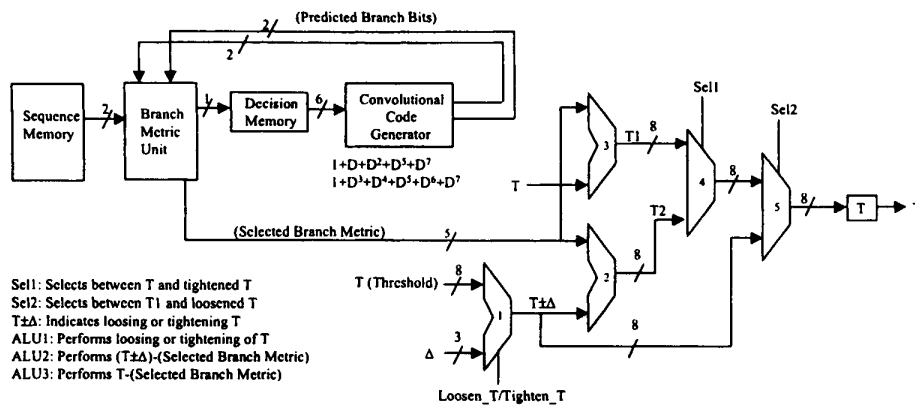 (Predicted Branch Bits)
2
2
Sequence Memory
2
Branch Metric Unit
1
Decision Memory
6
Convolutional Code Generator
1+D+D²+D⁵+D⁷
1+D³+D⁴+D⁵+D⁶+D⁷
(Selected Branch Metric)
5
T
3
T1
8
Sel1
4
8
Sel2
5
8
T
T2
8
2
T (Threshold)
8
1
T±Δ
8
Δ
3
Loosen_T/Tighten_T
Sel1: Selects between T and tightened T
Sel2: Selects between T1 and loosened T
T±Δ: Indicates loosing or tightening T
ALU1: Performs loosing or tightening of T
ALU2: Performs (T±Δ)-(Selected Branch Metric)
ALU3: Performs T-(Selected Branch Metric)